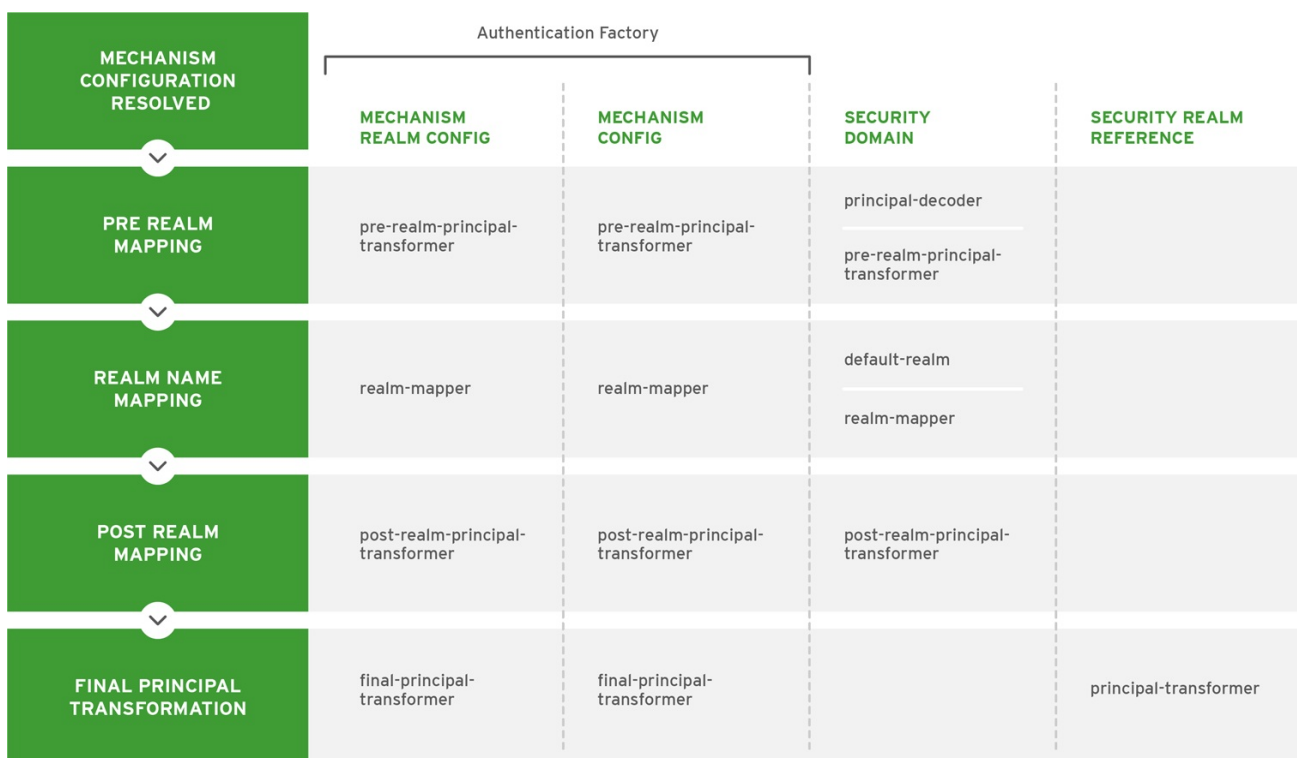 Authentication Factory
MECHANISM
CONFIGURATION
RESOLVED
MECHANISM
REALM CONFIG
MECHANISM
CONFIG
SECURITY
DOMAIN
SECURITY REALM
REFERENCE
PRE REALM
MAPPING
pre-realm-principal-
transformer
pre-realm-principal-
transformer
principal-decoder
pre-realm-principal-
transformer
REALM NAME
MAPPING
realm-mapper
realm-mapper
default-realm
realm-mapper
POST REALM
MAPPING
post-realm-principal-
transformer
post-realm-principal-
transformer
post-realm-principal-
transformer
FINAL PRINCIPAL
TRANSFORMATION
final-principal-
transformer
final-principal-
transformer
principal-transformer